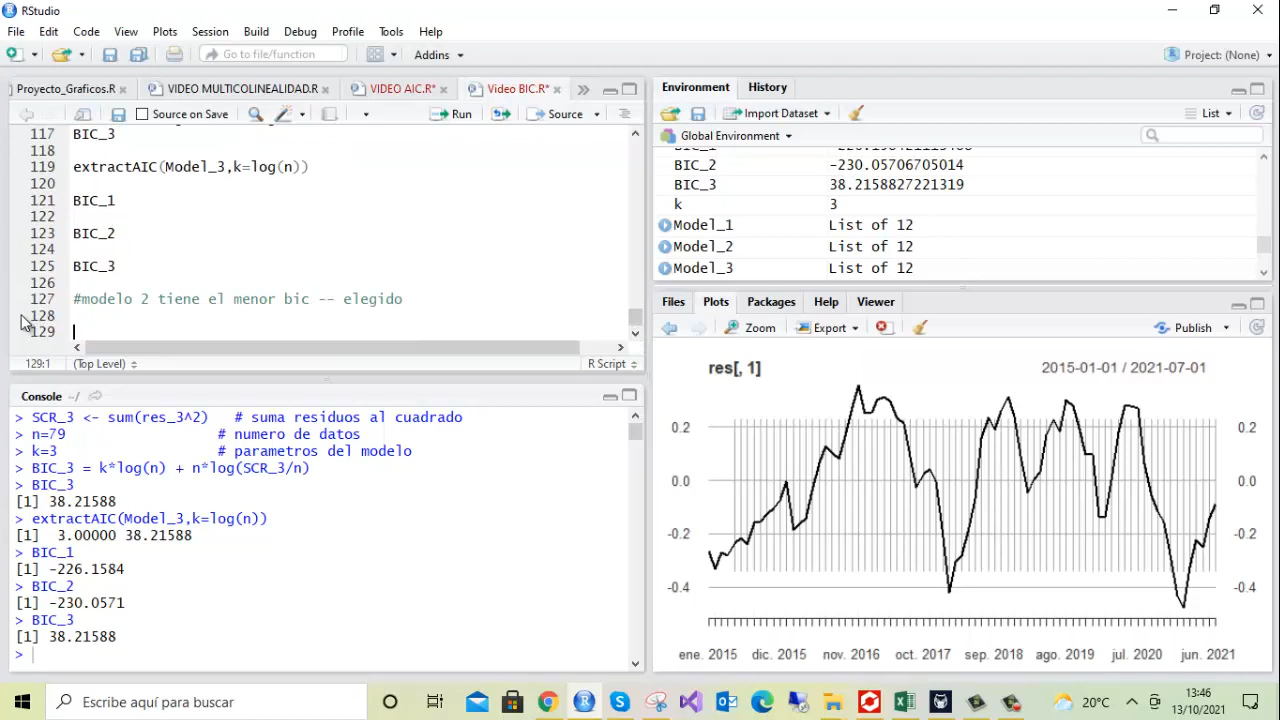 RStudio
File Edit Code View Plots Session Build Debug Profile Tools Help
Go to file/function Addins Project: (None)
Proyecto_Graficos.R VIDEO MULTICOLINEALIDAD.R VIDEO AIC.R* Video BIC.R*
Source on Save Run Source
117 BIC_3
118
119 extractAIC(Model_3,k=log(n))
120
121 BIC_1
122
123 BIC_2
124
125 BIC_3
126
127 #modelo 2 tiene el menor bic -- elegido
128
129
129:1 (Top Level) R Script
Console ~/
> SCR_3 <- sum(res_3^2) # suma residuos al cuadrado
> n=79 # numero de datos
> k=3 # parametros del modelo
> BIC_3 = k*log(n) + n*log(SCR_3/n)
> BIC_3
[1] 38.21588
> extractAIC(Model_3,k=log(n))
[1] 3.00000 38.21588
> BIC_1
[1] -226.1584
> BIC_2
[1] -230.0571
> BIC_3
[1] 38.21588
>
Environment History
Import Dataset List
Global Environment
BIC_2 -230.05706705014
BIC_3 38.2158827221319
k 3
Model_1 List of 12
Model_2 List of 12
Model_3 List of 12
Files Plots Packages Help Viewer
Zoom Export Publish
res[, 1] 2015-01-01 / 2021-07-01
0.2 0.2
0.0 0.0
-0.2 -0.2
-0.4 -0.4
ene. 2015 dic. 2015 nov. 2016 oct. 2017 sep. 2018 ago. 2019 jul. 2020 jun. 2021
Escribe aquí para buscar 20°C 13:46
13/10/2021